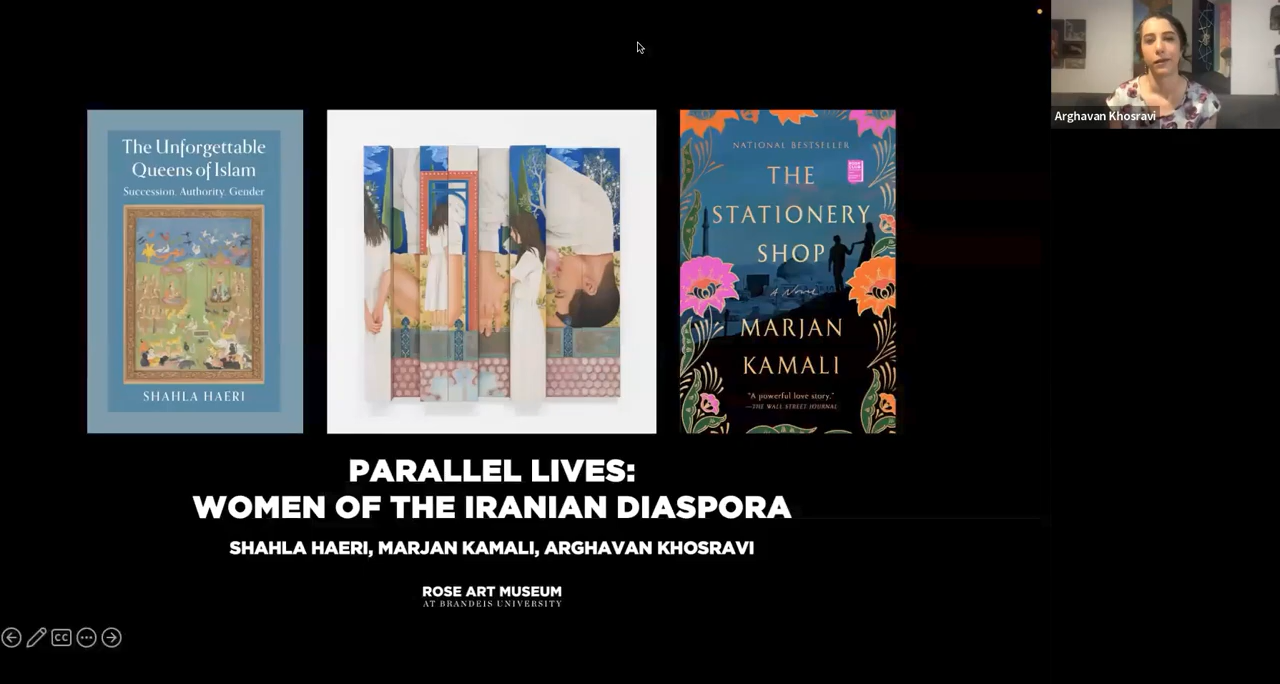 The Unforgettable
Queens of Islam
Succession, Authority, Gender
SHAHLA HAERI
NATIONAL BESTSELLER
THE
STATIONERY
SHOP
A Novel
MARJAN
KAMALI
"A powerful love story."
—THE WALL STREET JOURNAL
Arghavan Khosravi
PARALLEL LIVES:
WOMEN OF THE IRANIAN DIASPORA
SHAHLA HAERI, MARJAN KAMALI, ARGHAVAN KHOSRAVI
ROSE ART MUSEUM
AT BRANDEIS UNIVERSITY
CC